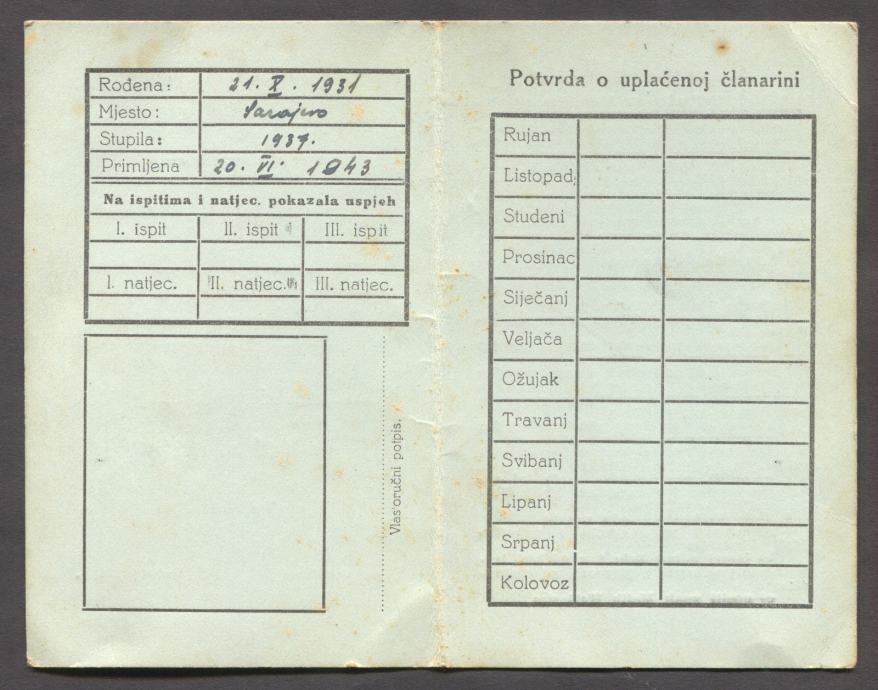 Rođena: 21. X. 1931
Mjesto: Sarajevo
Stupila: 1937.
Primljena 20. VI. 1943
Na ispitima i natjec. pokazala uspjeh
I. ispit II. ispit III. ispit
I. natjec. II. natjec. III. natjec.
Vlastoručni potpis.
Potvrda o uplaćenoj članarini
Rujan
Listopad
Studeni
Prosinac
Siječanj
Veljača
Ožujak
Travanj
Svibanj
Lipanj
Srpanj
Kolovoz